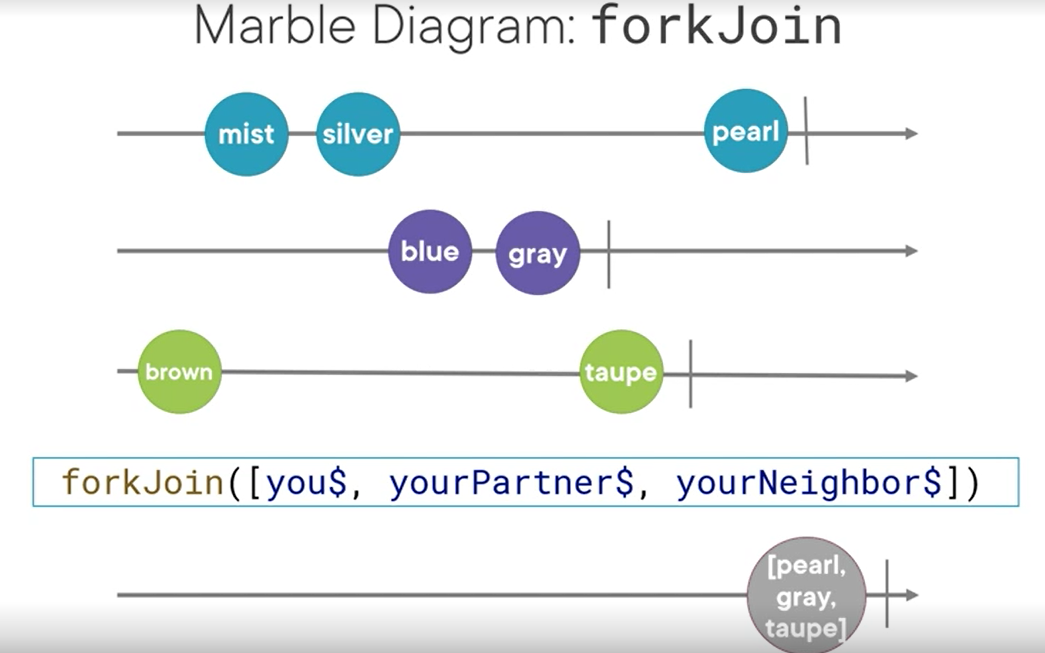 Marble Diagram: forkJoin
mist silver pearl
blue gray
brown taupe
forkJoin([you$, yourPartner$, yourNeighbor$])
[pearl,
gray,
taupe]